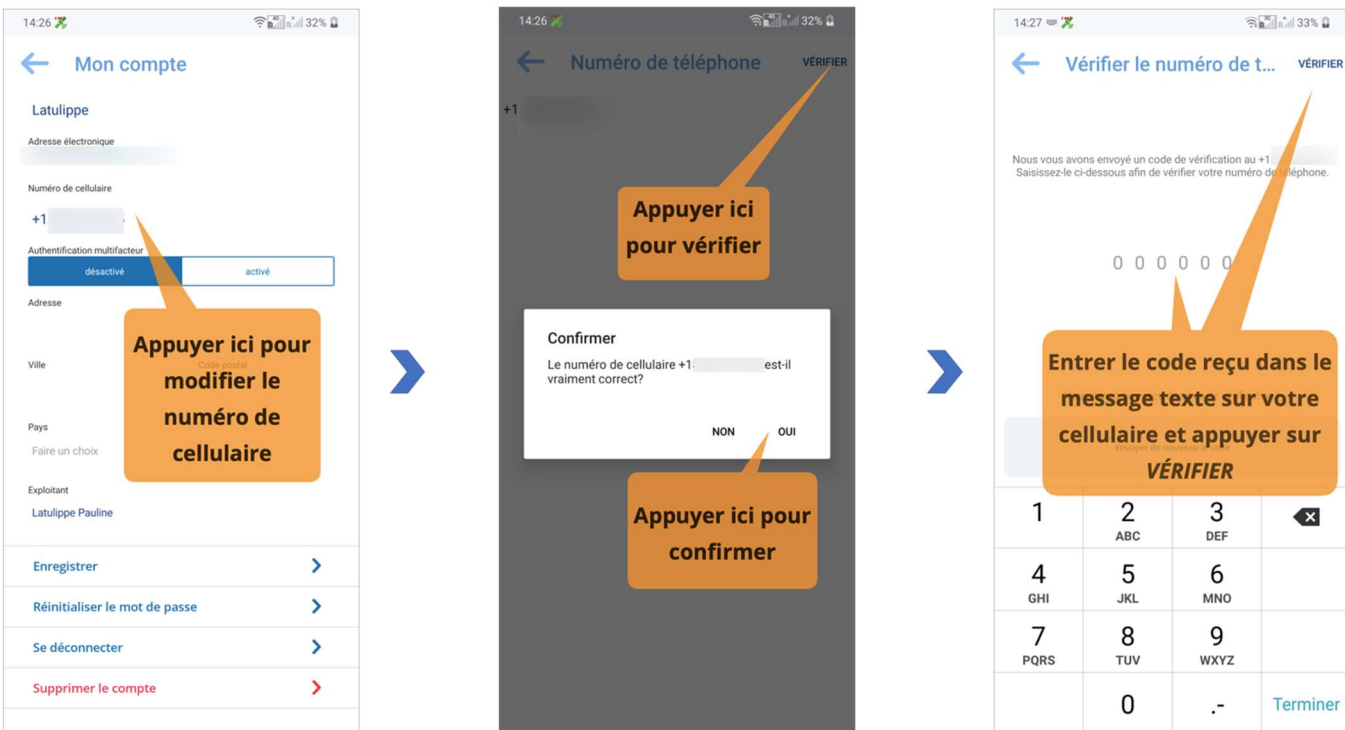 14:26
32%
Mon compte
Latulippe
Adresse électronique
Numéro de cellulaire
+1
Authentification multifacteur
désactivé
activé
Adresse
Ville
Code postal
Pays
Faire un choix
Exploitant
Latulippe Pauline
Enregistrer
Réinitialiser le mot de passe
Se déconnecter
Supprimer le compte
Appuyer ici pour
modifier le
numéro de
cellulaire
14:26
32%
Numéro de téléphone
VÉRIFIER
+1
Appuyer ici
pour vérifier
Confirmer
Le numéro de cellulaire +1 est-il
vraiment correct?
NON
OUI
Appuyer ici pour
confirmer
14:27
33%
Vérifier le numéro de t...
VÉRIFIER
Nous vous avons envoyé un code de vérification au +1
Saisissez-le ci-dessous afin de vérifier votre numéro de téléphone.
0 0 0 0 0 0
Entrer le code reçu dans le
message texte sur votre
cellulaire et appuyer sur
VÉRIFIER
Envoyer de nouveau le code
1
2
3
ABC
DEF
4
5
6
GHI
JKL
MNO
7
8
9
PQRS
TUV
WXYZ
0
.-
Terminer